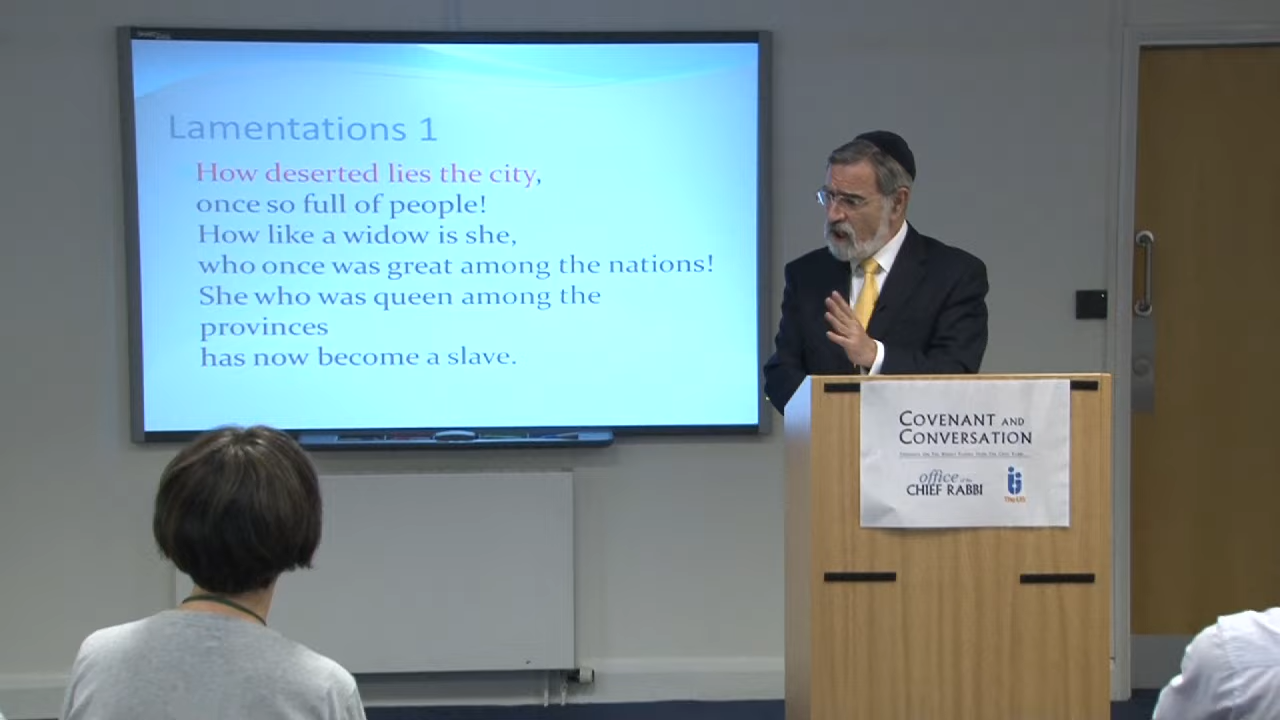 Lamentations 1
How deserted lies the city,
once so full of people!
How like a widow is she,
who once was great among the nations!
She who was queen among the
provinces
has now become a slave.
COVENANT AND
CONVERSATION
office of the
CHIEF RABBI